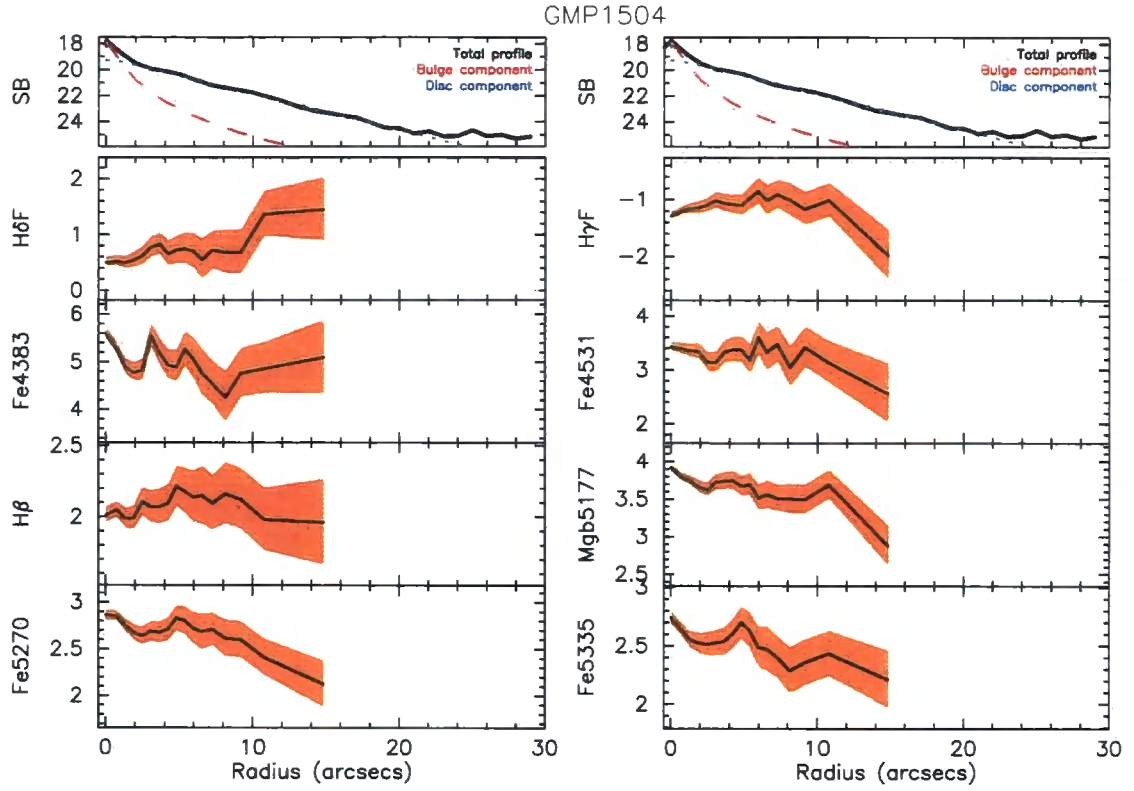 GMP1504
18
20
22
24
SB
Total profile
Bulge component
Disc component
18
20
22
24
SB
Total profile
Bulge component
Disc component
2
1
0
HδF
−1
−2
HγF
6
5
4
Fe4383
4
3
2
Fe4531
2.5
2
Hβ
4
3.5
3
2.5
Mgb5177
3
2.5
2
Fe5270
3
2.5
2
Fe5335
0 10 20 30
Radius (arcsecs)
0 10 20 30
Radius (arcsecs)